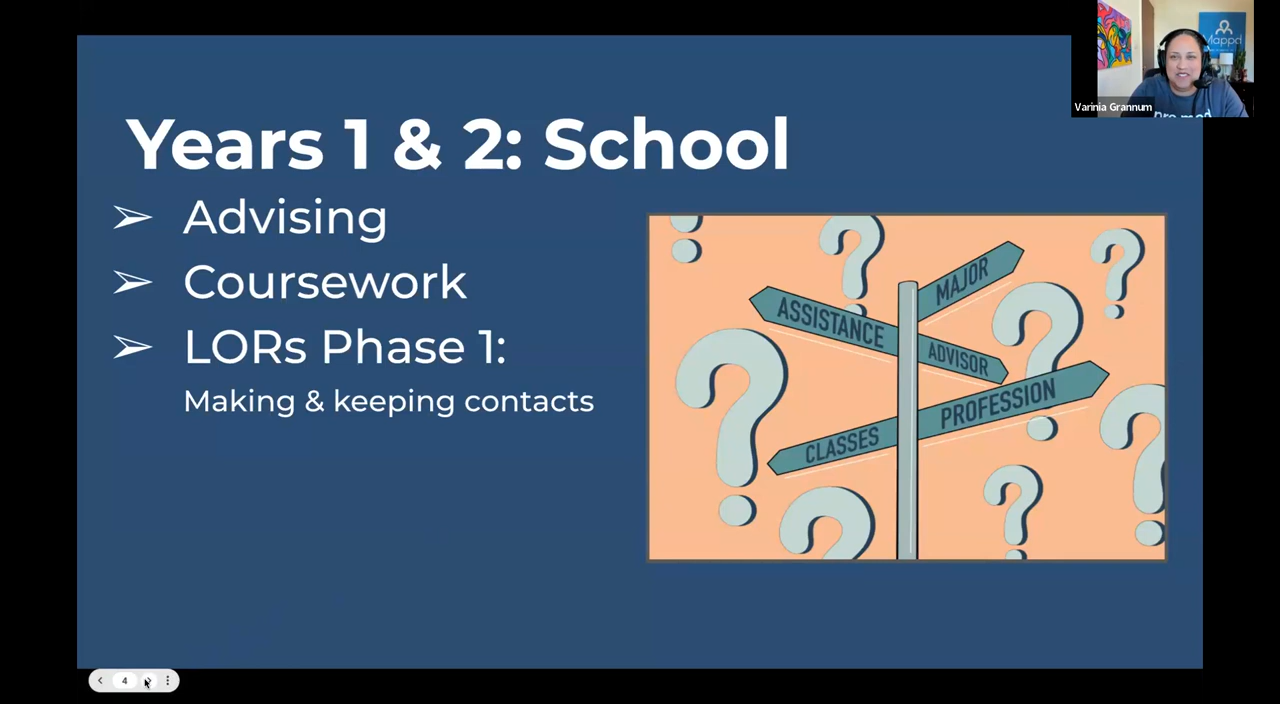 Years 1 & 2: School
➢ Advising
➢ Coursework
➢ LORs Phase 1:
Making & keeping contacts
MAJOR
ASSISTANCE
ADVISOR
PROFESSION
CLASSES
Mappd
Varinia Grannum
4